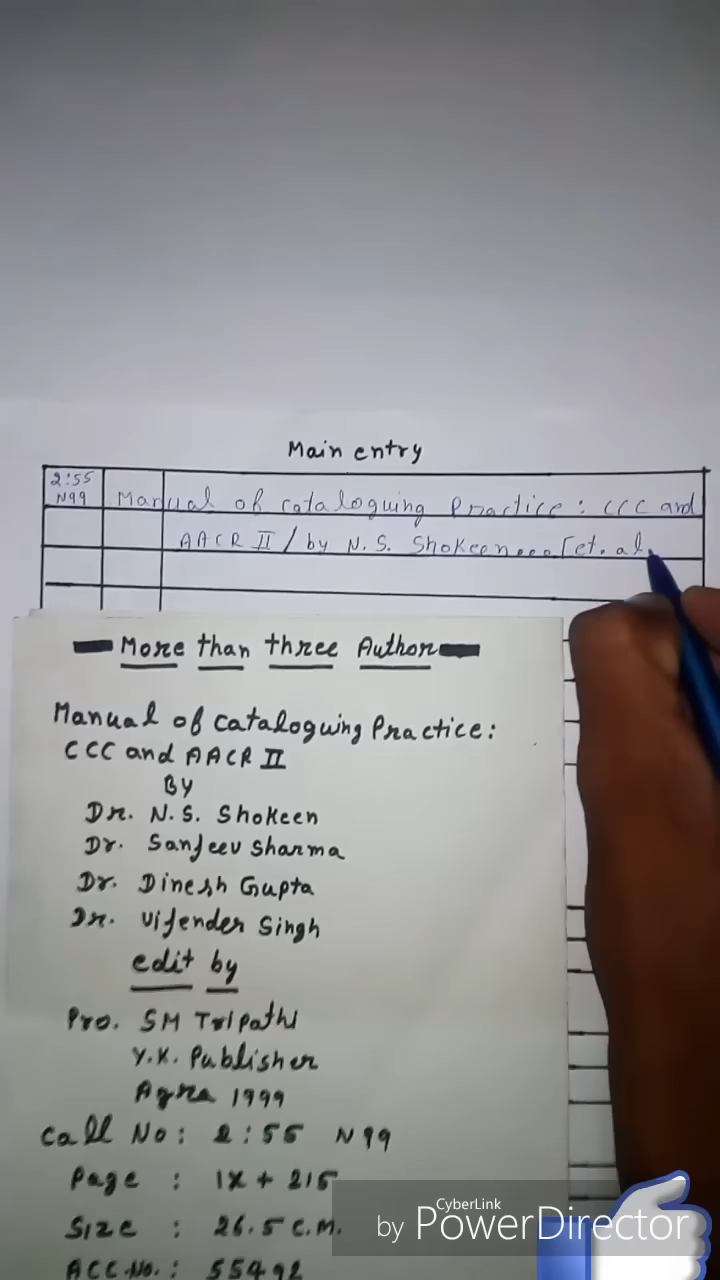 Main entry
2:55
N99
Manual of cataloguing Practice: CCC and
AACR II / by N. S. Shokeen... [et. al.
More than three Author
Manual of Cataloguing Practice:
CCC and AACR II
By
Dr. N.S. Shokeen
Dr. Sanjeev Sharma
Dr. Dinesh Gupta
Dr. Vijender Singh
edit by
Pro. SM Tripathi
Y.K. Publisher
Agra 1999
Call No: 2:55 N99
Page : IX + 215
Size : 26.5 C.M.
ACC.No. : 55492
CyberLink
by PowerDirector